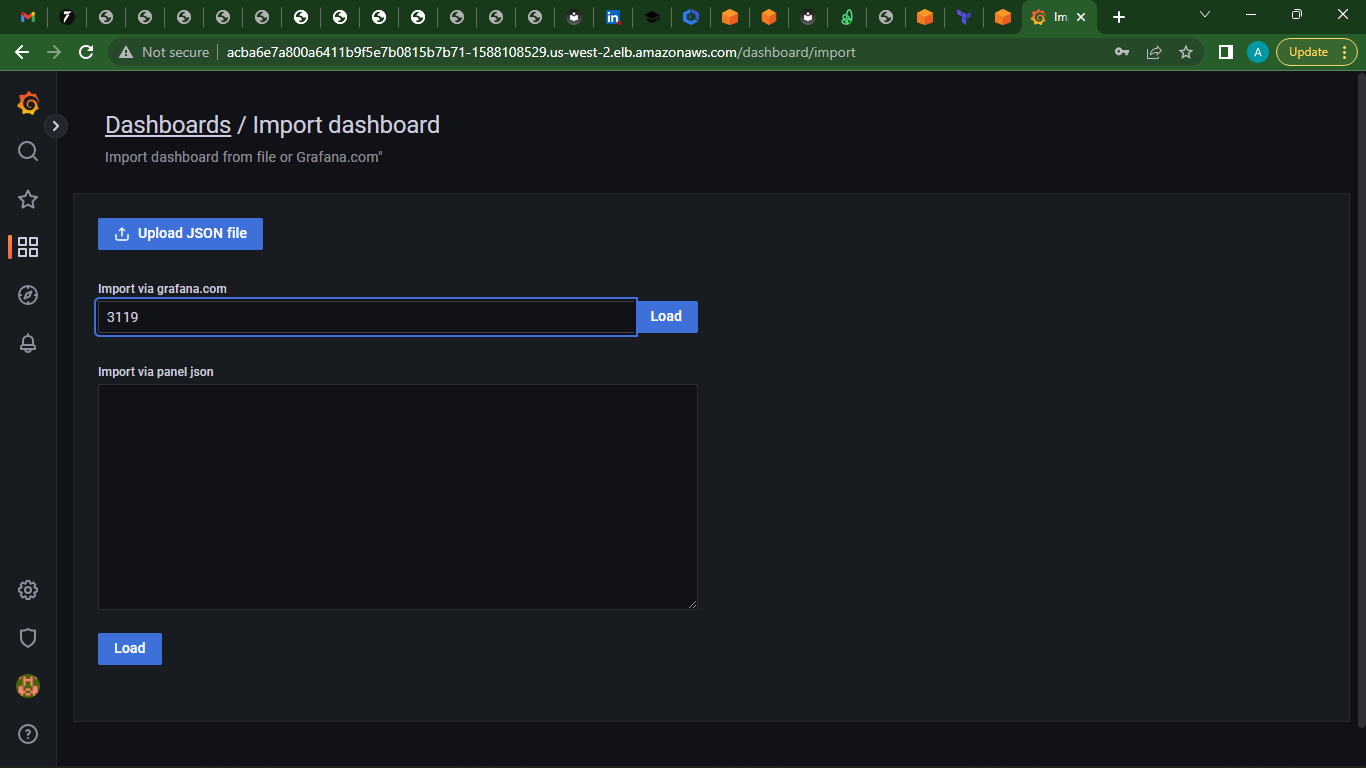 Im
Not secure
acba6e7a800a6411b9f5e7b0815b7b71-1588108529.us-west-2.elb.amazonaws.com/dashboard/import
A
Update
Dashboards / Import dashboard
Import dashboard from file or Grafana.com"
Upload JSON file
Import via grafana.com
3119
Load
Import via panel json
Load